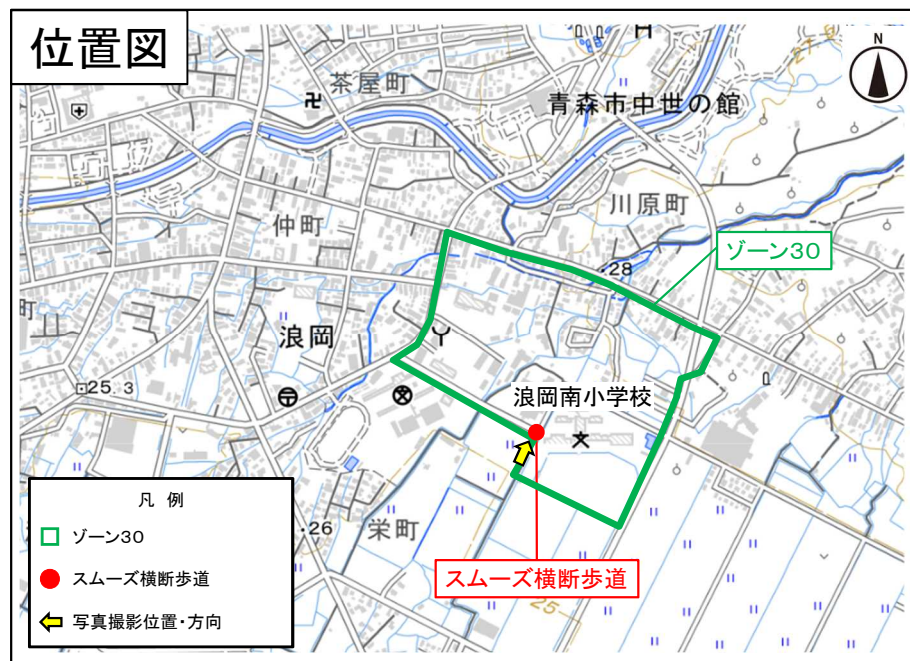 位置図
N
茶屋町
青森市中世の館
川原町
仲町
28
ゾーン30
町
浪岡
25.3
浪岡南小学校
文
凡 例
ゾーン30
スムーズ横断歩道
写真撮影位置・方向
26
栄町
スムーズ横断歩道
25